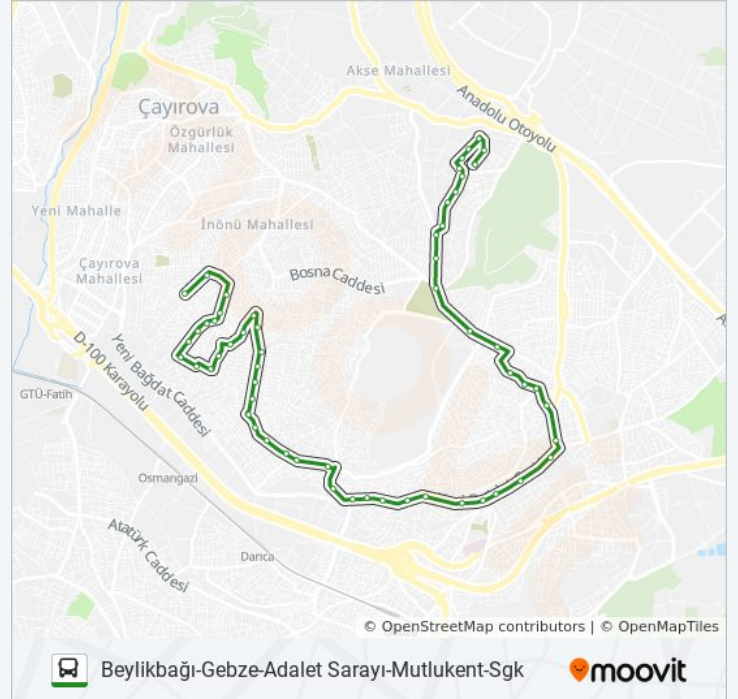 Akse Mahallesi
Anadolu Otoyolu
Çayırova
Özgürlük
Mahallesi
Yeni Mahalle
İnönü Mahallesi
Çayırova
Mahallesi
Bosna Caddesi
Yeni Bağdat Caddesi
D-100 Karayolu
GTÜ-Fatih
Osmangazi
Atatürk Caddesi
Darıca
© OpenStreetMap contributors | © OpenMapTiles
Beylikbağı-Gebze-Adalet Sarayı-Mutlukent-Sgk
moovit